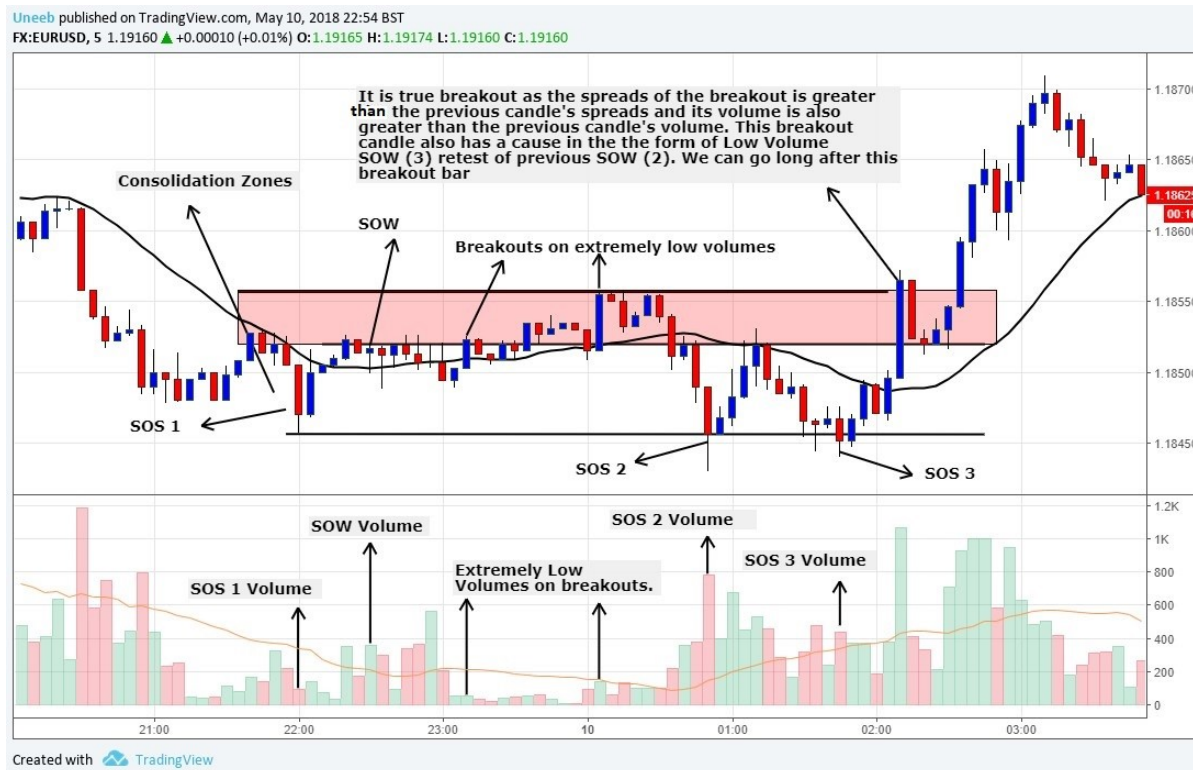 Uneeb published on TradingView.com, May 10, 2018 22:54 BST
FX:EURUSD, 5 1.19160 ▲ +0.00010 (+0.01%) O:1.19165 H:1.19174 L:1.19160 C:1.19160
It is true breakout as the spreads of the breakout is greater
than the previous candle's spreads and its volume is also
greater than the previous candle's volume. This breakout
candle also has a cause in the the form of Low Volume
SOW (3) retest of previous SOW (2). We can go long after this
breakout bar
Consolidation Zones
SOW
Breakouts on extremely low volumes
SOS 1
SOS 2
SOS 3
1.18700
1.18650
1.18625
00:10
1.18600
1.18550
1.18500
1.18450
SOW Volume
SOS 2 Volume
SOS 1 Volume
Extremely Low
Volumes on breakouts.
SOS 3 Volume
1.2K
1K
800
600
400
200
0
21:00
22:00
23:00
10
01:00
02:00
03:00
Created with TradingView